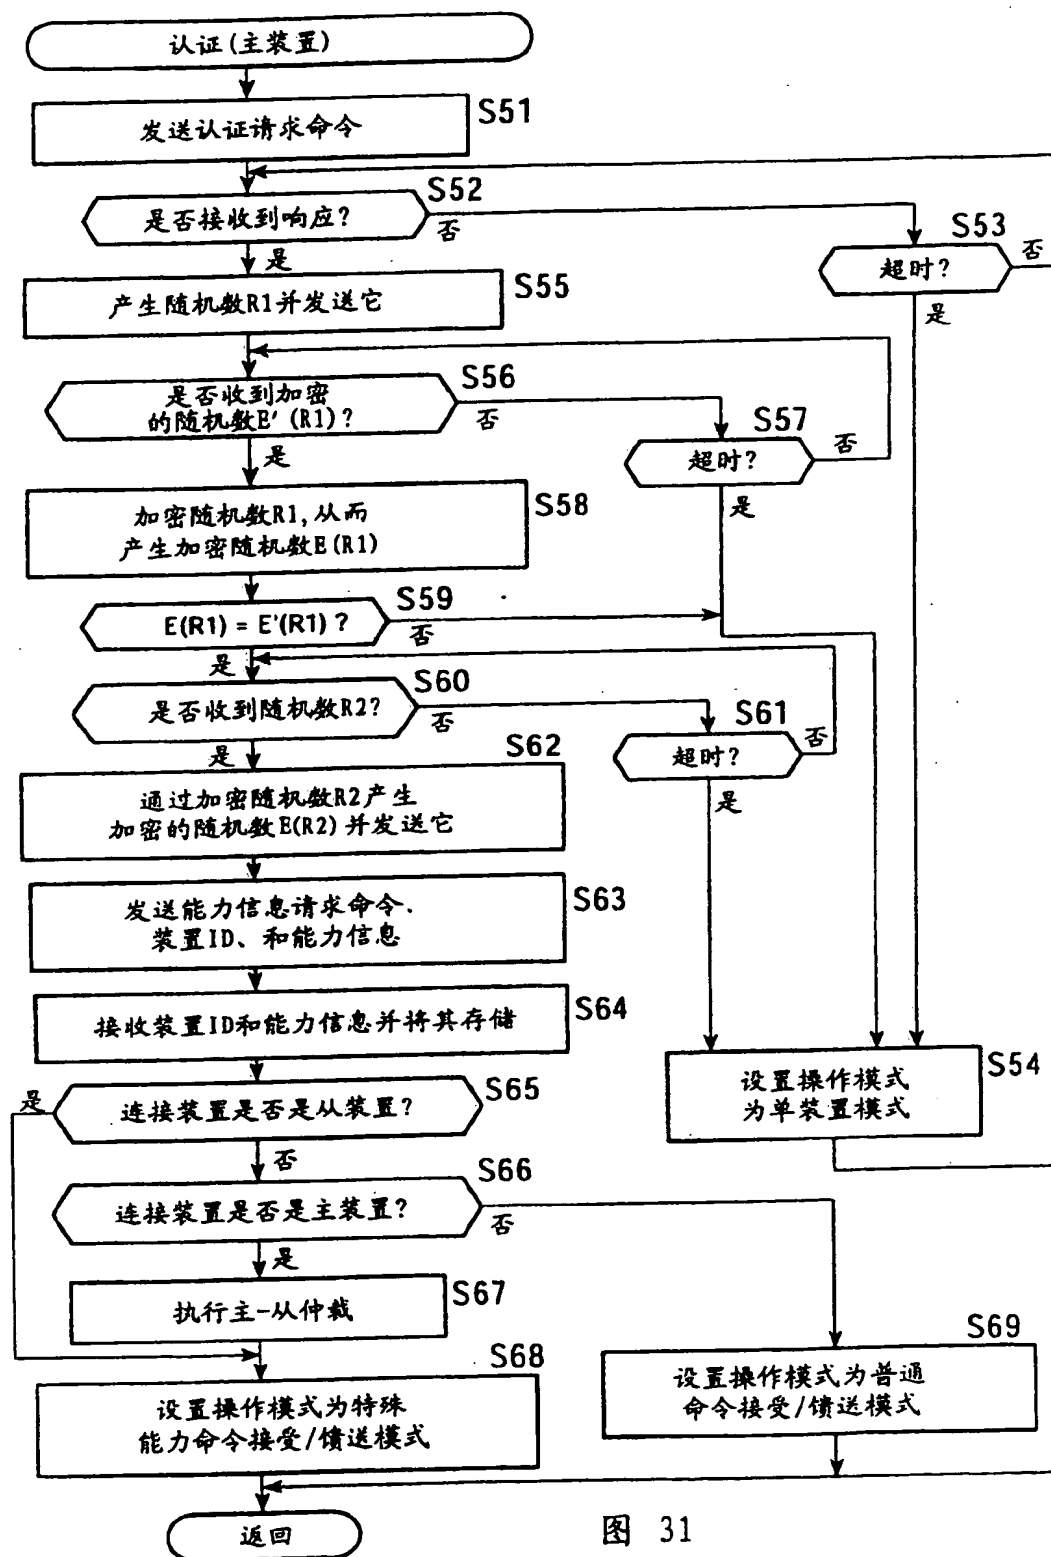 认证(主装置)
发送认证请求命令
S51
是否接收到响应?
S52
否
是
超时?
S53
否
是
产生随机数R1并发送它
S55
是否收到加密
的随机数E'(R1)?
S56
否
是
超时?
S57
否
是
加密随机数R1,从而
产生加密随机数E(R1)
S58
E(R1) = E'(R1) ?
S59
否
是
是否收到随机数R2?
S60
否
是
超时?
S61
否
是
S62
通过加密随机数R2产生
加密的随机数E(R2)并发送它
发送能力信息请求命令、
装置ID、和能力信息
S63
接收装置ID和能力信息并将其存储
S64
设置操作模式
为单装置模式
S54
连接装置是否是从装置?
S65
是
否
连接装置是否是主装置?
S66
否
是
执行主-从仲裁
S67
S68
设置操作模式为特殊
能力命令接受/馈送模式
S69
设置操作模式为普通
命令接受/馈送模式
返回
图 31